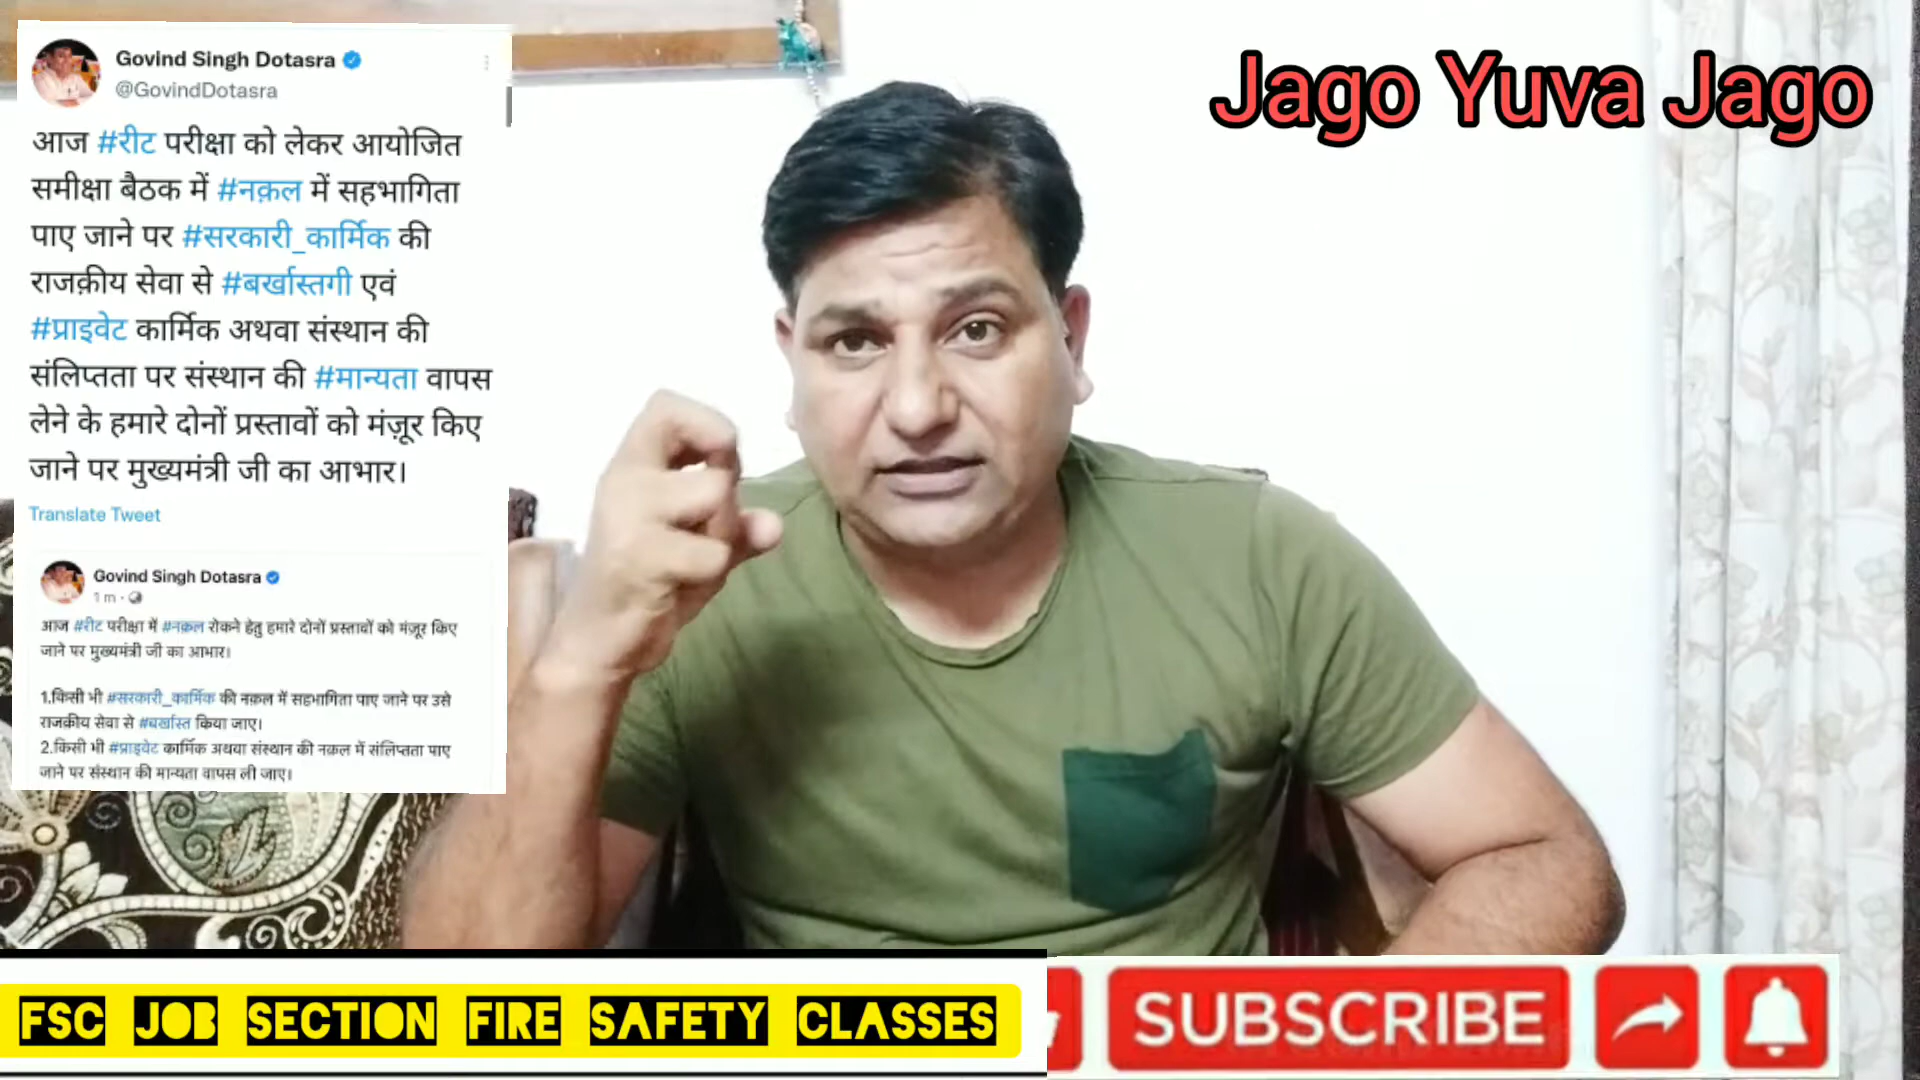 Govind Singh Dotasra
@GovindDotasra
आज #रीट परीक्षा को लेकर आयोजित
समीक्षा बैठक में #नक़ल में सहभागिता
पाए जाने पर #सरकारी_कार्मिक की
राजक़ीय सेवा से #बर्खास्तगी एवं
#प्राइवेट कार्मिक अथवा संस्थान की
संलिप्तता पर संस्थान की #मान्यता वापस
लेने के हमारे दोनों प्रस्तावों को मंज़ूर किए
जाने पर मुख्यमंत्री जी का आभार।
Translate Tweet
Govind Singh Dotasra
1 m ·
आज #रीट परीक्षा में #नक़ल रोकने हेतु हमारे दोनों प्रस्तावों को मंज़ूर किए
जाने पर मुख्यमंत्री जी का आभार।
1.किसी भी #सरकारी_कार्मिक की नक़ल में सहभागिता पाए जाने पर उसे
राजकीय सेवा से #बर्खास्त किया जाए।
2.किसी भी #प्राइवेट कार्मिक अथवा संस्थान की नक़ल में संलिप्तता पाए
जाने पर संस्थान की मान्यता वापस ली जाए।
Jago Yuva Jago
FSC JOB SECTION FIRE SAFETY CLASSES
SUBSCRIBE